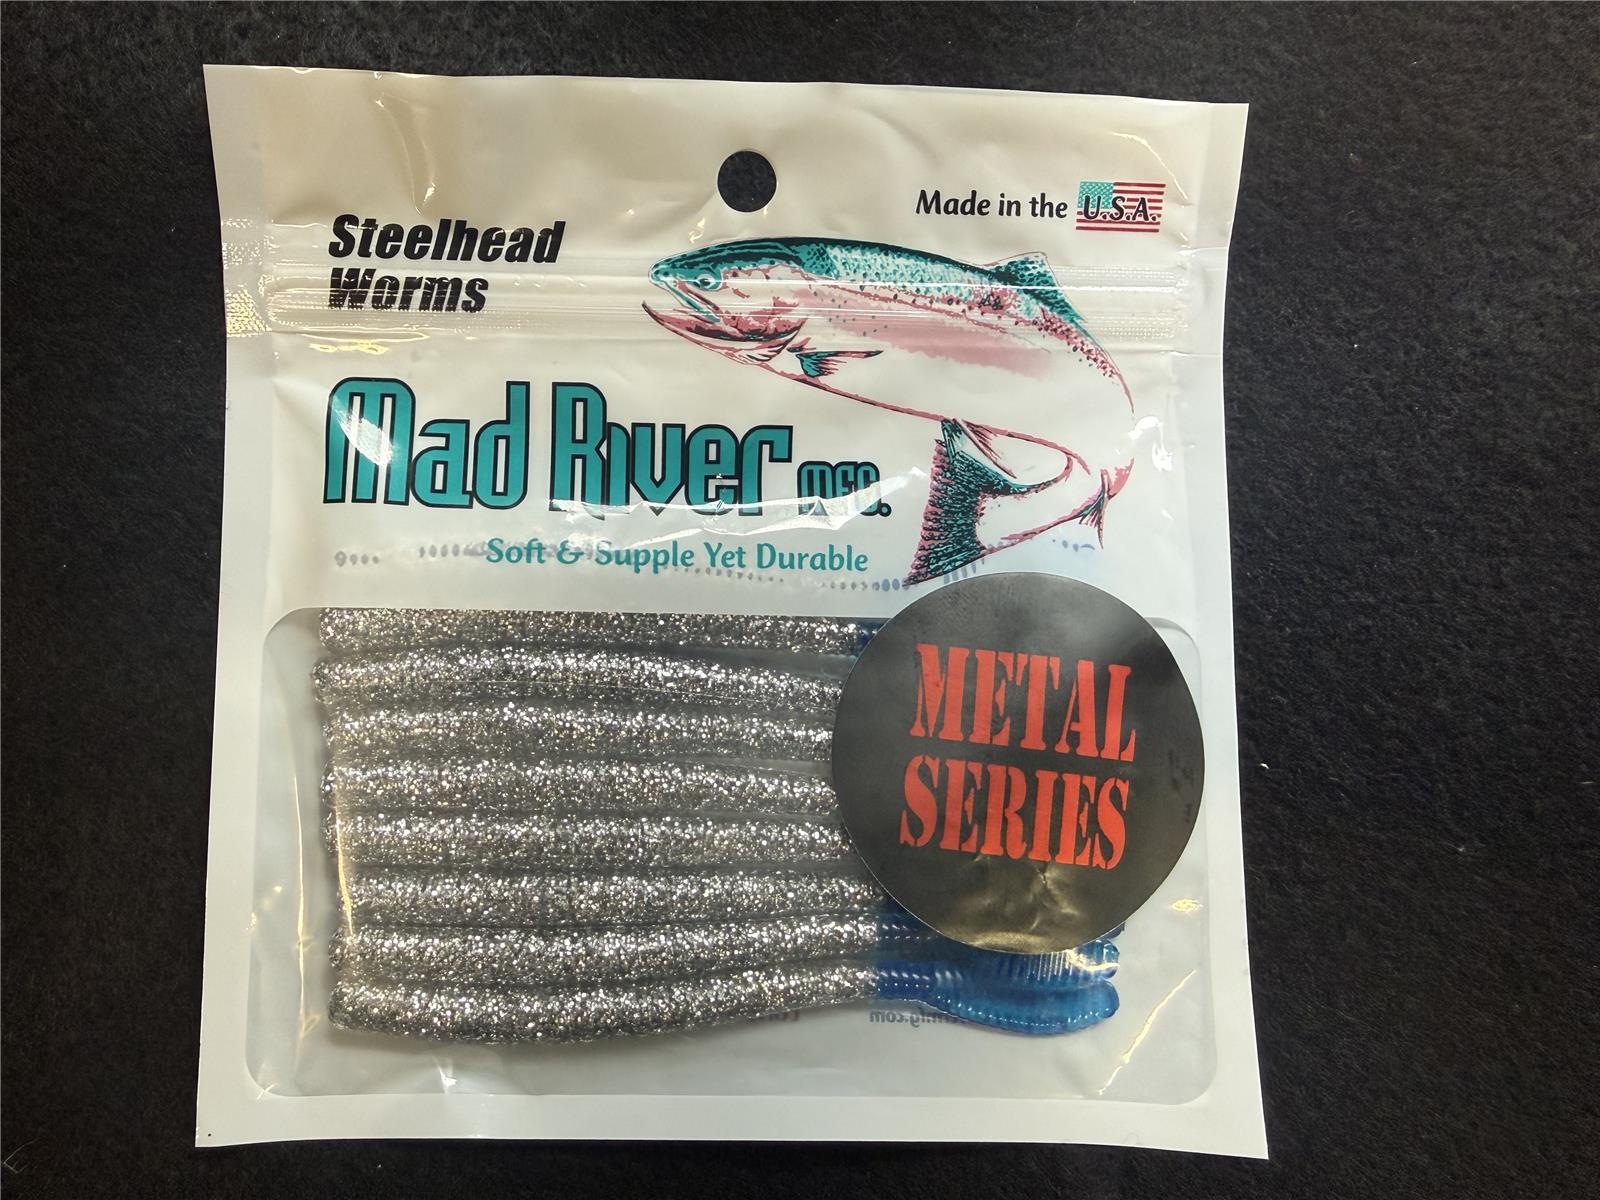 Made in the U.S.A.
Steelhead
Worms
Mad River MFG.
Soft & Supple Yet Durable
METAL
SERIES